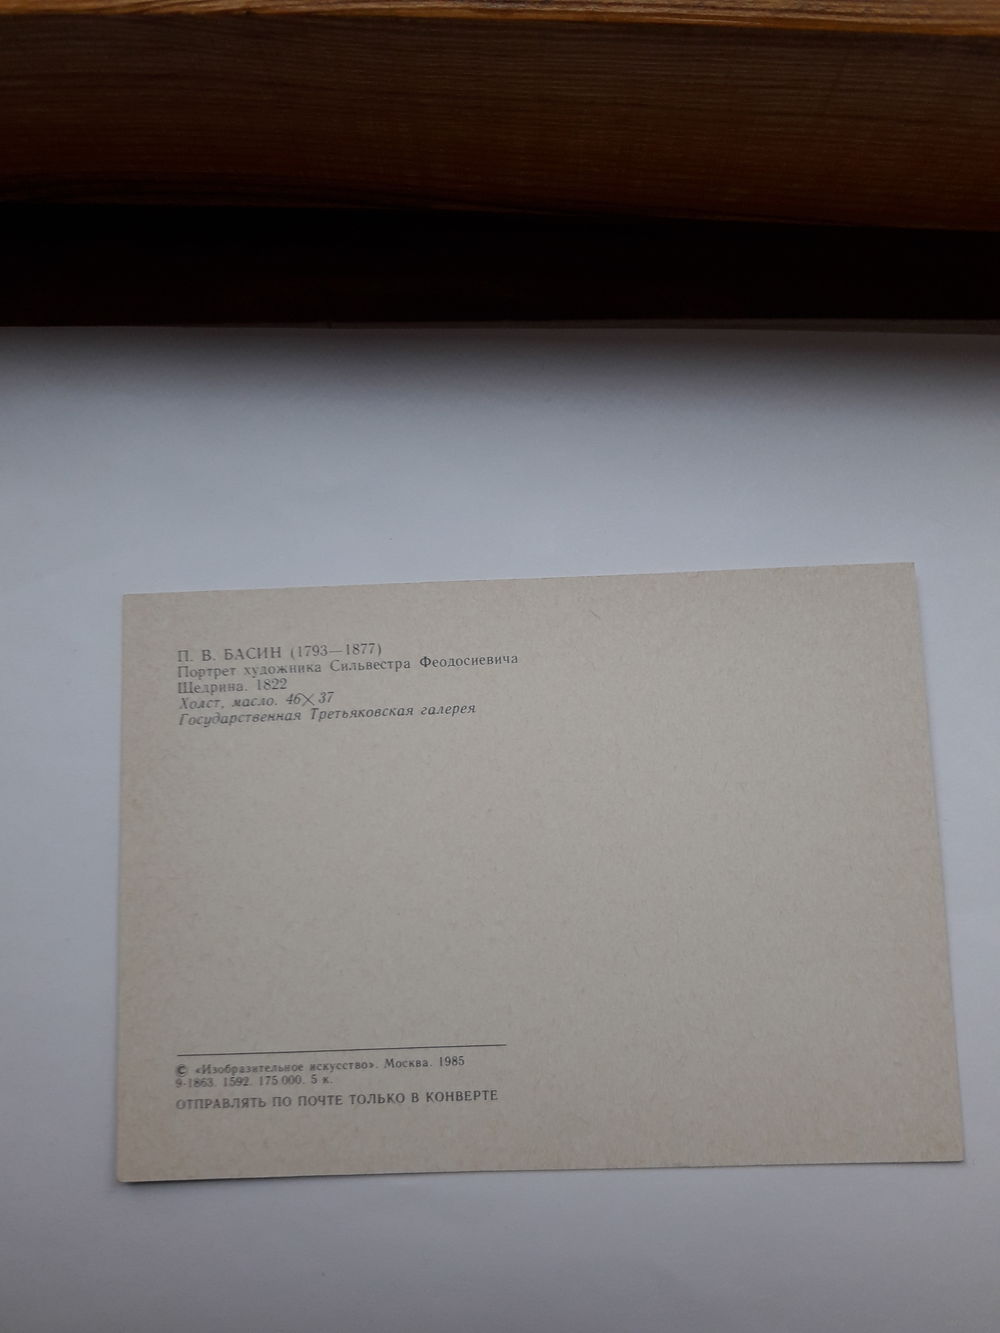 П. В. БАСИН (1793—1877)
Портрет художника Сильвестра Феодосиевича
Щедрина. 1822
Холст, масло. 46×37
Государственная Третьяковская галерея
© «Изобразительное искусство». Москва. 1985
9-1863. 1592. 175 000. 5 к.
ОТПРАВЛЯТЬ ПО ПОЧТЕ ТОЛЬКО В КОНВЕРТЕ